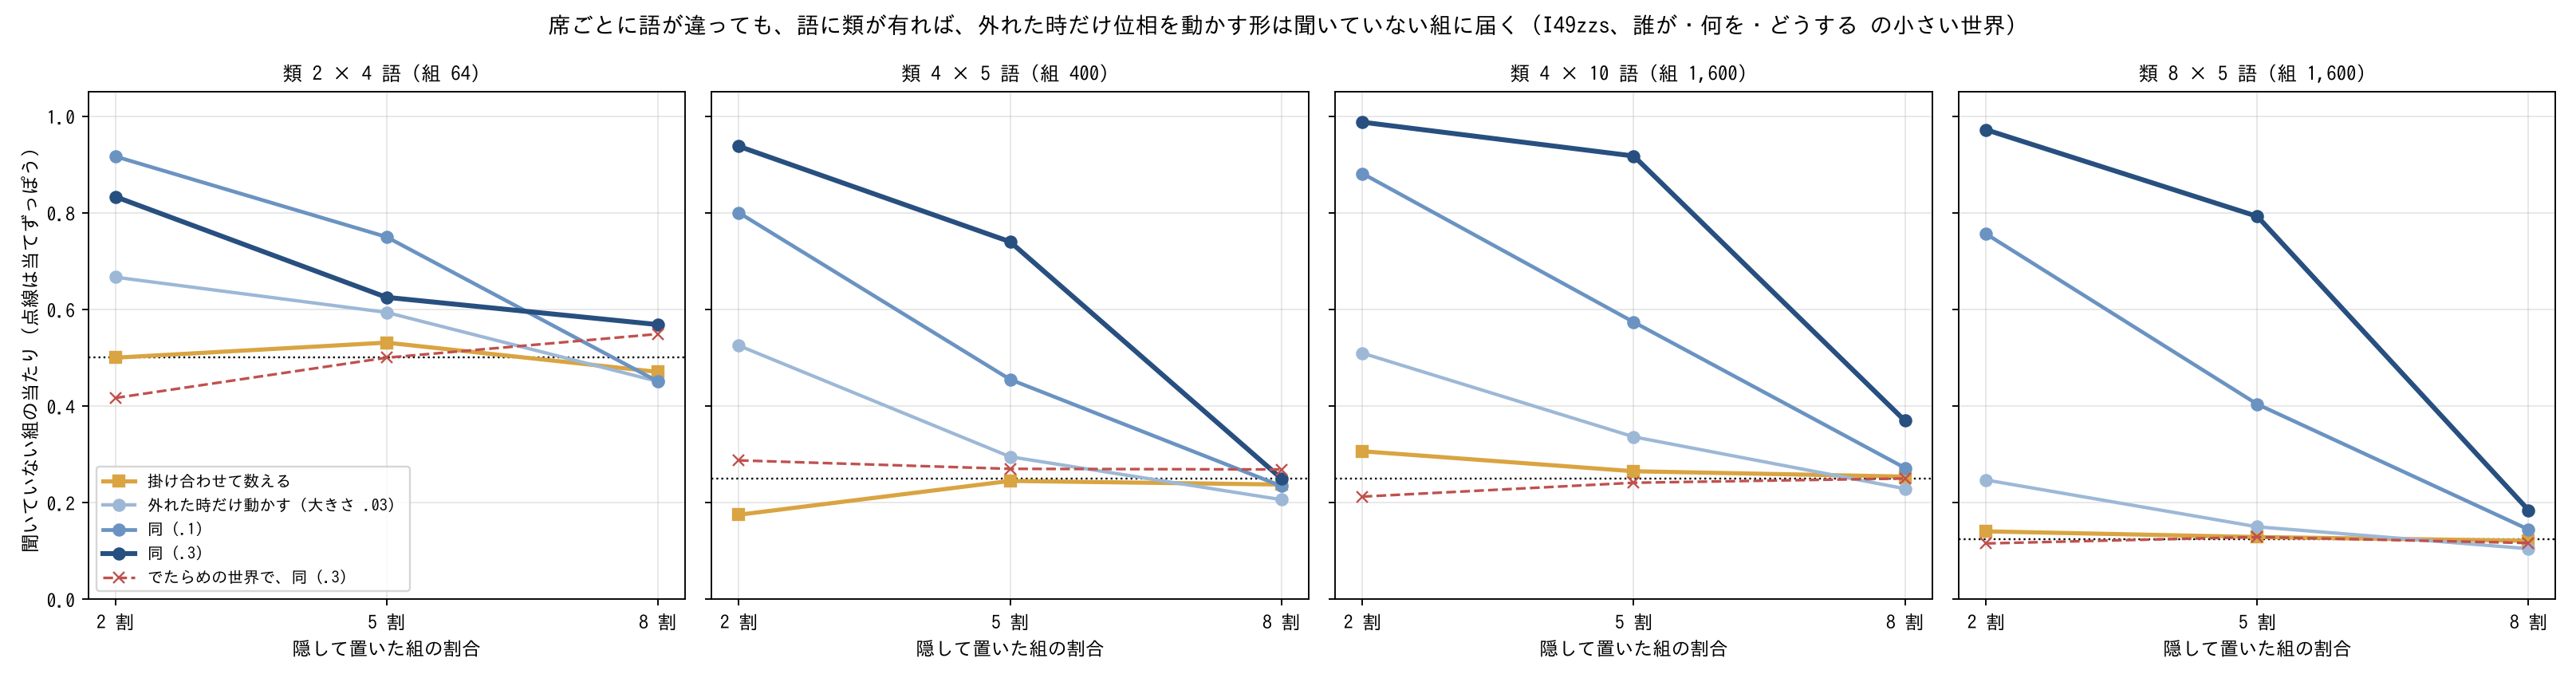 席ごとに語が違っても、語に類が有れば、外れた時だけ位相を動かす形は聞いていない組に届く（I49zzs、誰が・何を・どうする の小さい世界）
類 2 × 4 語（組 64）
類 4 × 5 語（組 400）
類 4 × 10 語（組 1,600）
類 8 × 5 語（組 1,600）
聞いていない組の当たり（点線は当てずっぽう）
1.0
0.8
0.6
0.4
0.2
0.0
掛け合わせて数える
外れた時だけ動かす（大きさ .03）
同（.1）
同（.3）
でたらめの世界で、同（.3）
2 割
5 割
8 割
2 割
5 割
8 割
2 割
5 割
8 割
2 割
5 割
8 割
隠して置いた組の割合
隠して置いた組の割合
隠して置いた組の割合
隠して置いた組の割合